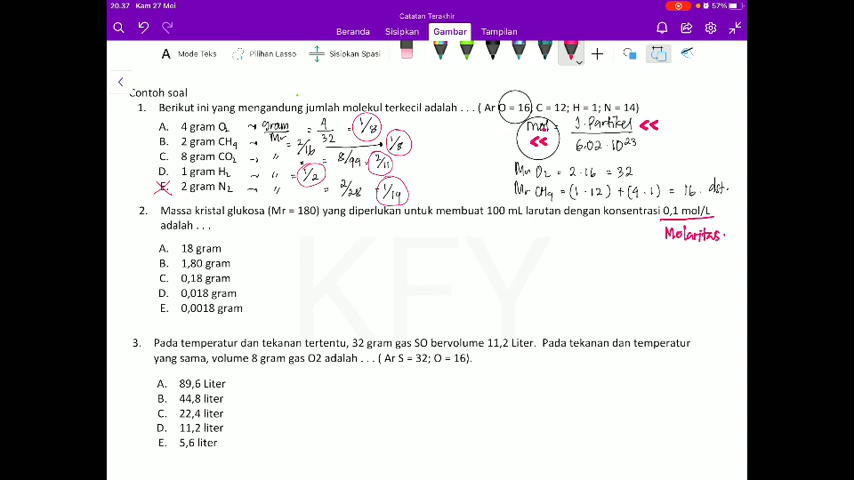 20.37 Kam 27 Mei
57%
Catatan Terakhir
Beranda Sisipkan Gambar Tampilan
A Mode Teks Pilihan Lasso Sisipkan Spasi
Contoh soal
1. Berikut ini yang mengandung jumlah molekul terkecil adalah . . . ( Ar O = 16; C = 12; H = 1; N = 14)
A. 4 gram O₂ ~ gram/Mr = 4/32 = 1/8
B. 2 gram CH₄ ~ = 2/16 1/8
C. 8 gram CO₂ ~ " = 8/44 2/11
D. 1 gram H₂ ~ " = 1/2
E. 2 gram N₂ ~ " = 2/28 1/14
mol = J. Partikel / 6.02 . 10²³ <<
<<
Mr O₂ = 2 . 16 = 32
Mr CH₄ = (1 . 12) + (4 . 1) = 16 . dst.
2. Massa kristal glukosa (Mr = 180) yang diperlukan untuk membuat 100 mL larutan dengan konsentrasi 0,1 mol/L
adalah . . .
Molaritas.
A. 18 gram
B. 1,80 gram
C. 0,18 gram
D. 0,018 gram
E. 0,0018 gram
KEY
3. Pada temperatur dan tekanan tertentu, 32 gram gas SO bervolume 11,2 Liter. Pada tekanan dan temperatur
yang sama, volume 8 gram gas O2 adalah . . . ( Ar S = 32; O = 16).
A. 89,6 Liter
B. 44,8 liter
C. 22,4 liter
D. 11,2 liter
E. 5,6 liter